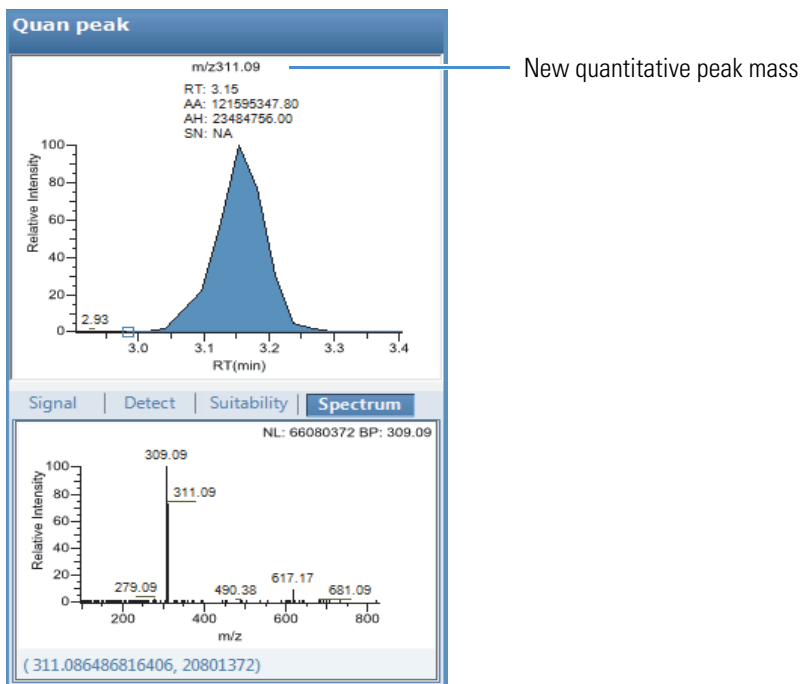 Quan peak
m/z311.09
New quantitative peak mass
RT: 3.15
AA: 121595347.80
AH: 23484756.00
SN: NA
Relative Intensity
100
80
60
40
20
0
2.93
3.0 3.1 3.2 3.3 3.4
RT(min)
Signal Detect Suitability Spectrum
NL: 66080372 BP: 309.09
309.09
311.09
Relative Intensity
100
80
60
40
20
0
279.09 490.38 617.17 681.09
200 400 600 800
m/z
( 311.086486816406, 20801372)